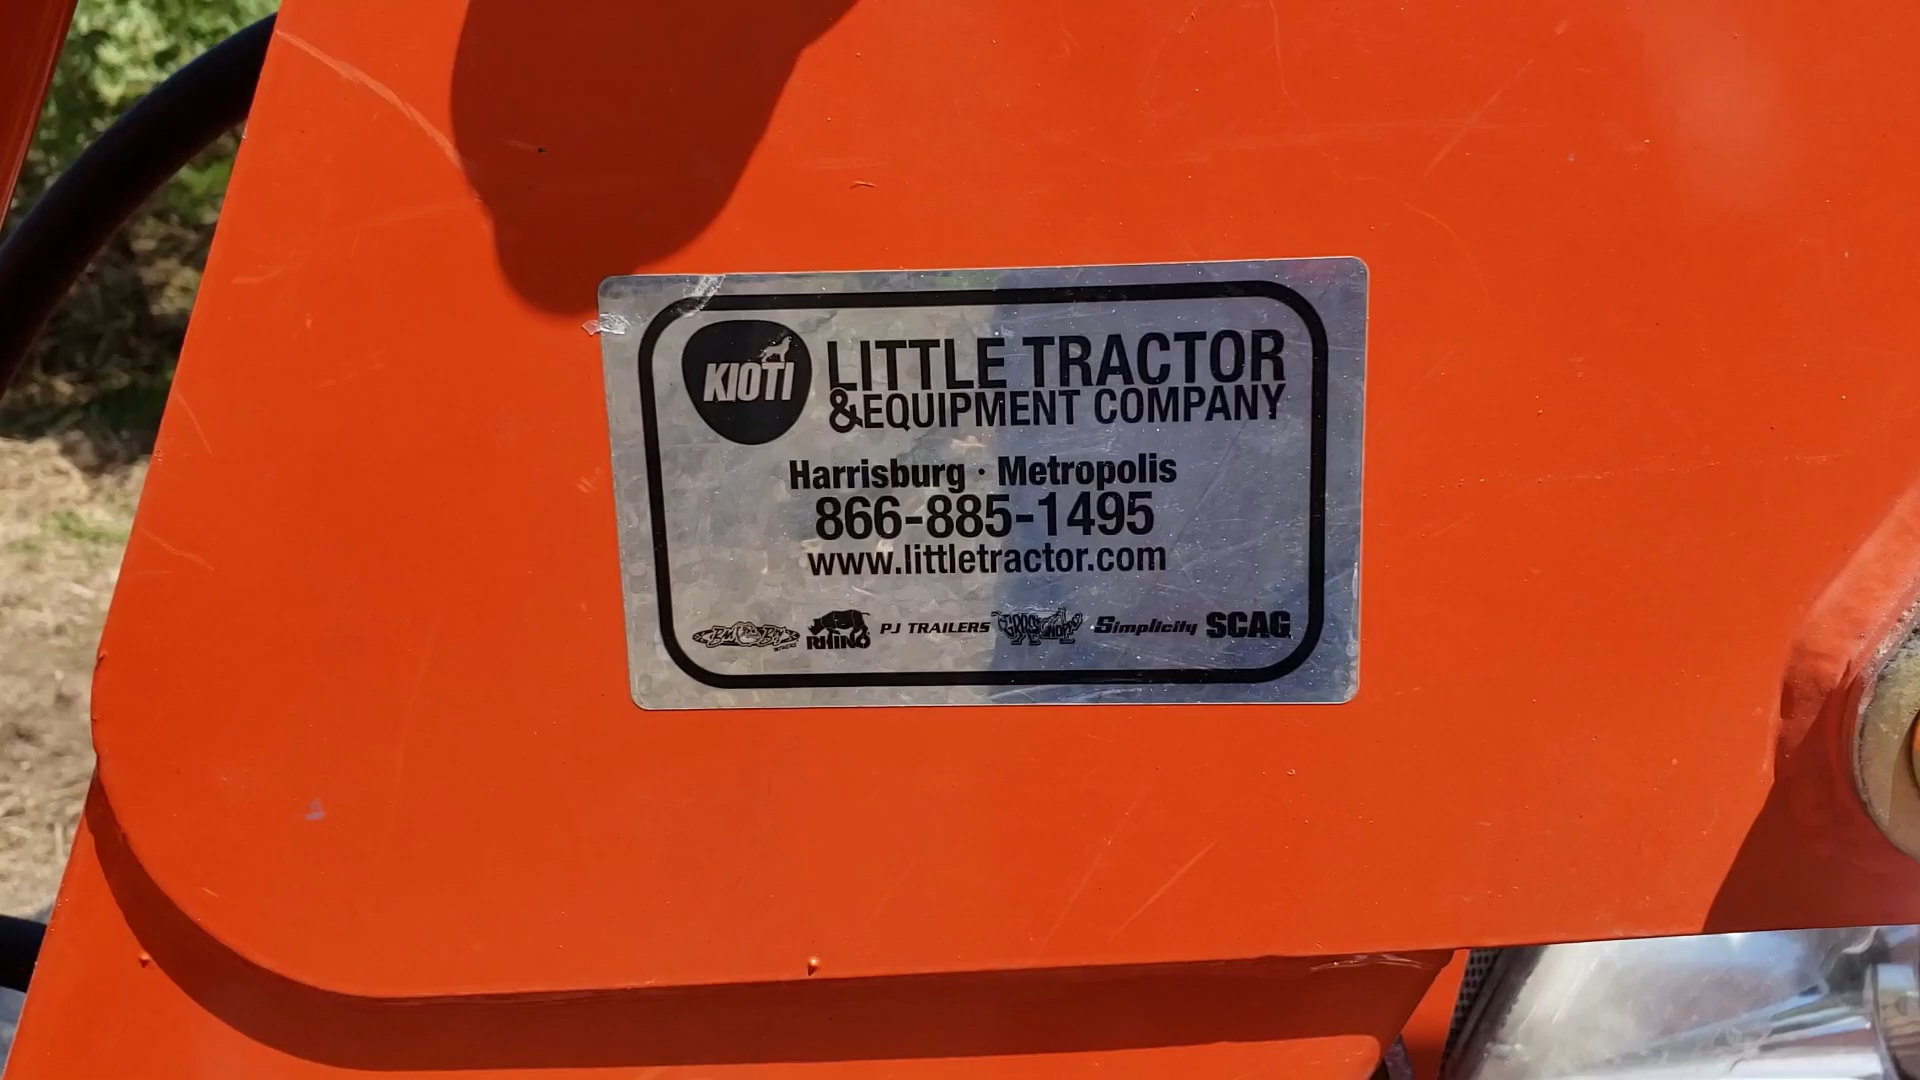 KIOTI
LITTLE TRACTOR
&EQUIPMENT COMPANY
Harrisburg · Metropolis
866-885-1495
www.littletractor.com
RHINO PJ TRAILERS Simplicity SCAG